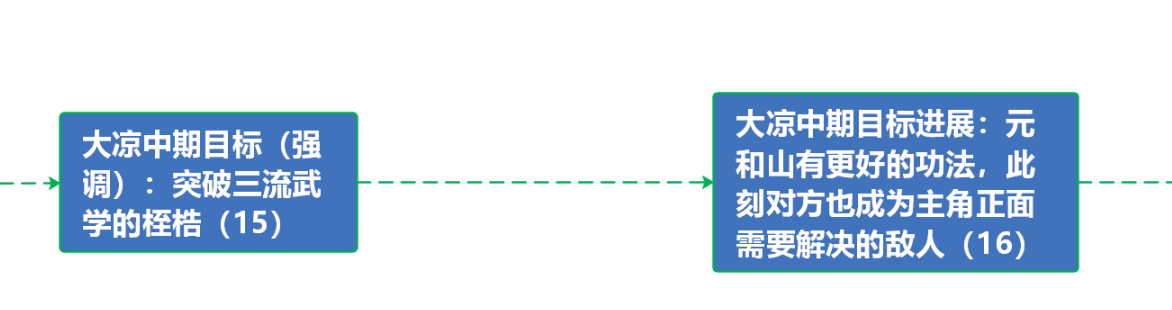 大凉中期目标（强
调）：突破三流武
学的桎梏（15）
大凉中期目标进展：元
和山有更好的功法，此
刻对方也成为主角正面
需要解决的敌人（16）